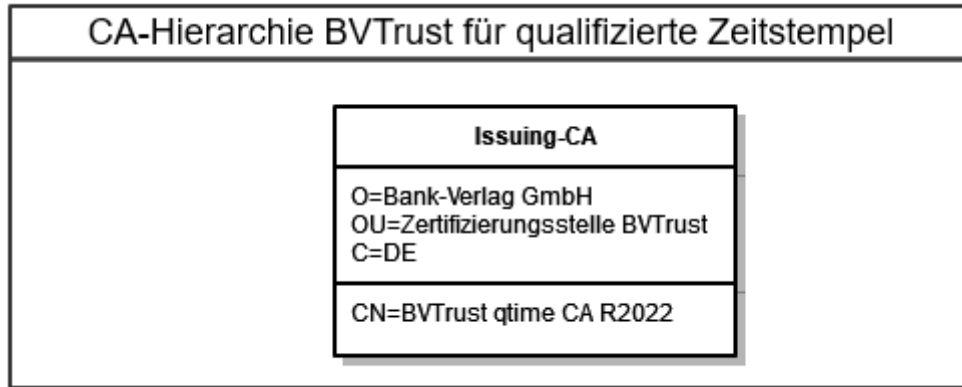 CA-Hierarchie BVTrust für qualifizierte Zeitstempel
Issuing-CA
O=Bank-Verlag GmbH
OU=Zertifizierungsstelle BVTrust
C=DE
CN=BVTrust qtime CA R2022